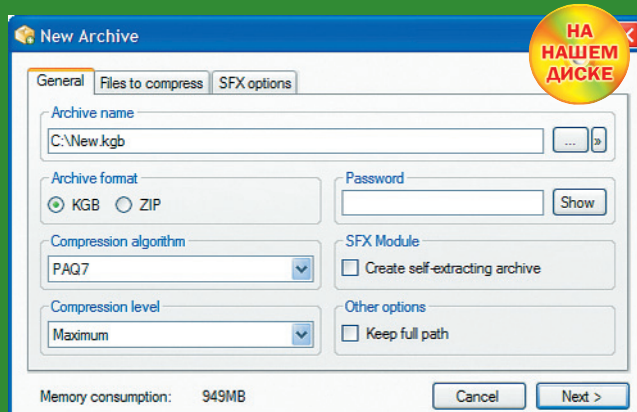 New Archive
НА
НАШЕМ
ДИСКЕ
General Files to compress SFX options
Archive name
C:\New.kgb ... »
Archive format
KGB ZIP
Password
Show
Compression algorithm
PAQ7
SFX Module
Create self-extracting archive
Compression level
Maximum
Other options
Keep full path
Memory consumption: 949MB
Cancel Next >